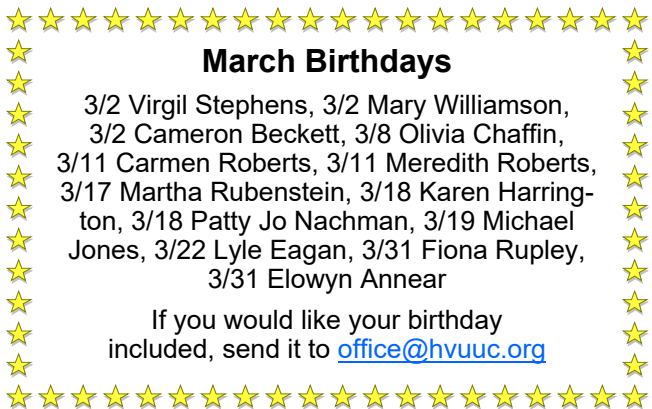 March Birthdays
3/2 Virgil Stephens, 3/2 Mary Williamson,
3/2 Cameron Beckett, 3/8 Olivia Chaffin,
3/11 Carmen Roberts, 3/11 Meredith Roberts,
3/17 Martha Rubenstein, 3/18 Karen Harring-
ton, 3/18 Patty Jo Nachman, 3/19 Michael
Jones, 3/22 Lyle Eagan, 3/31 Fiona Rupley,
3/31 Elowyn Annear
If you would like your birthday
included, send it to office@hvuuc.org